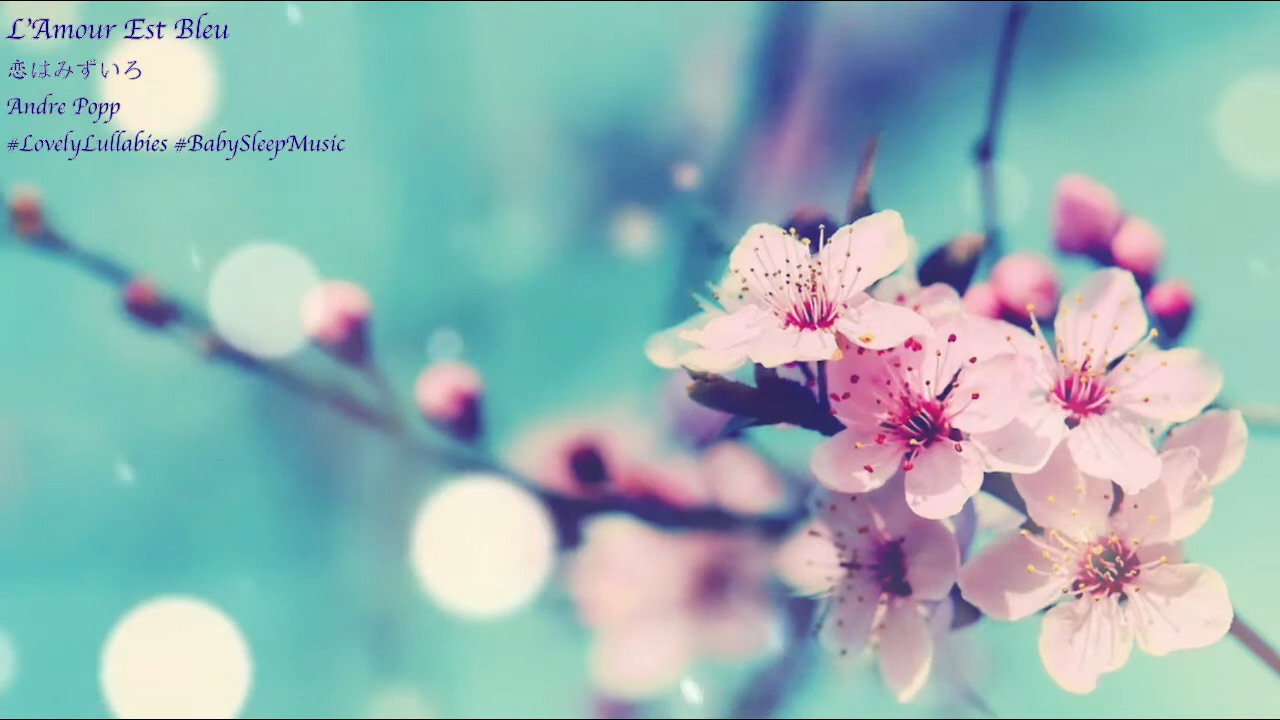 L'Amour Est Bleu
恋はみずいろ
Andre Popp
#LovelyLullabies #BabySleepMusic